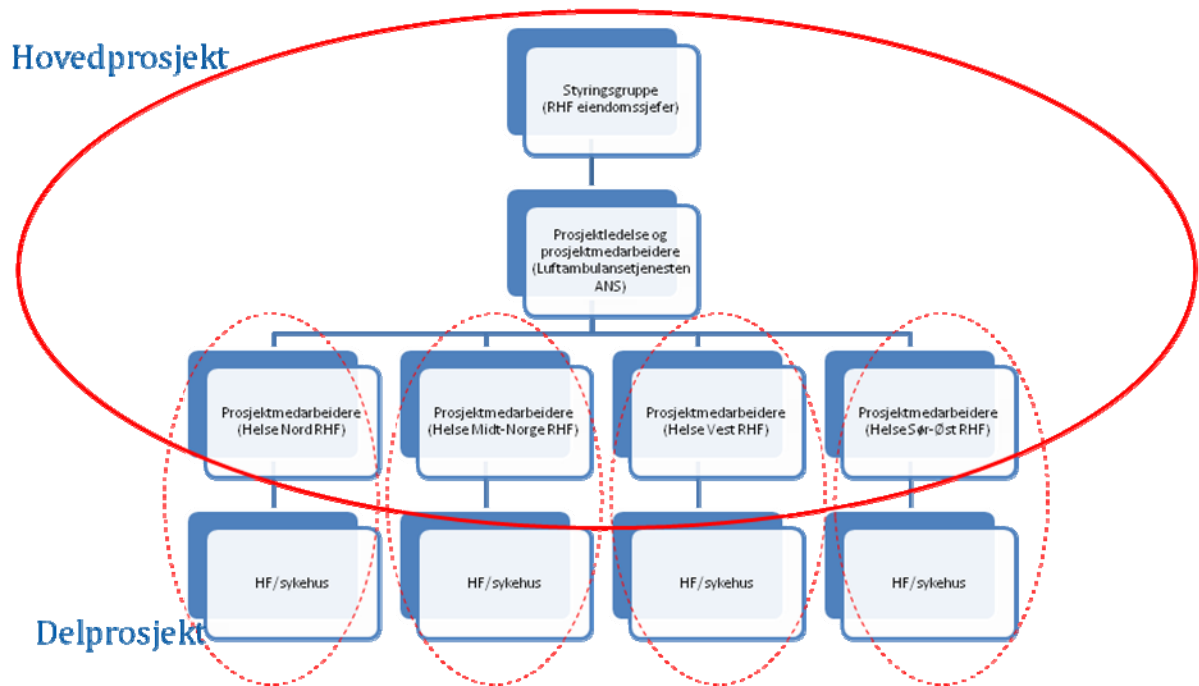 Hovedprosjekt
Styringsgruppe
(RHF eiendomssjefer)
Prosjektledelse og
prosjektmedarbeidere
(Luftambulansetjenesten
ANS)
Prosjektmedarbeidere
(Helse Nord RHF)
Prosjektmedarbeidere
(Helse Midt-Norge RHF)
Prosjektmedarbeidere
(Helse Vest RHF)
Prosjektmedarbeidere
(Helse Sør-Øst RHF)
HF/sykehus
HF/sykehus
HF/sykehus
HF/sykehus
Delprosjekt